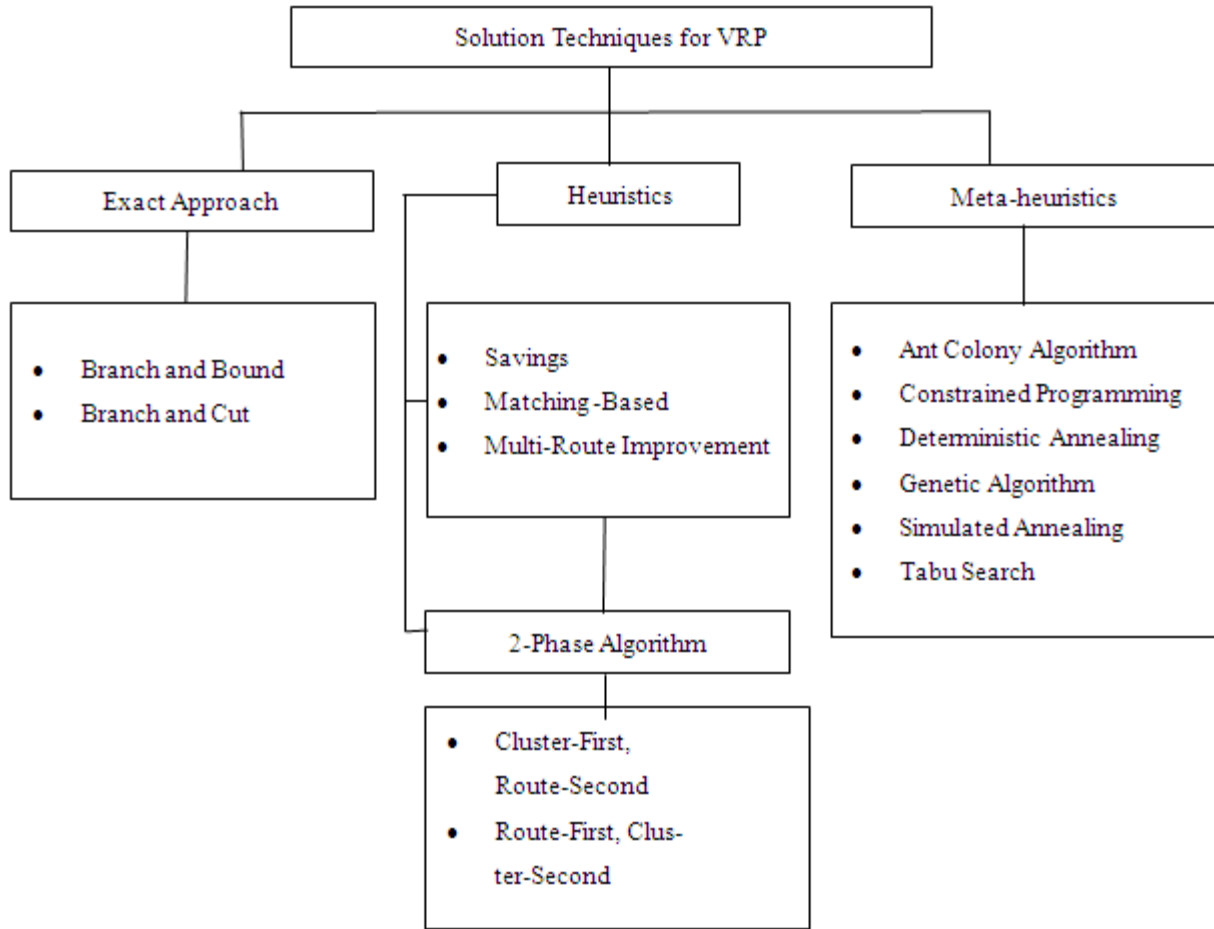 Solution Techniques for VRP
Exact Approach
Heuristics
Meta-heuristics
• Branch and Bound
• Branch and Cut
• Savings
• Matching-Based
• Multi-Route Improvement
• Ant Colony Algorithm
• Constrained Programming
• Deterministic Annealing
• Genetic Algorithm
• Simulated Annealing
• Tabu Search
2-Phase Algorithm
• Cluster-First,
Route-Second
• Route-First, Clus-
ter-Second